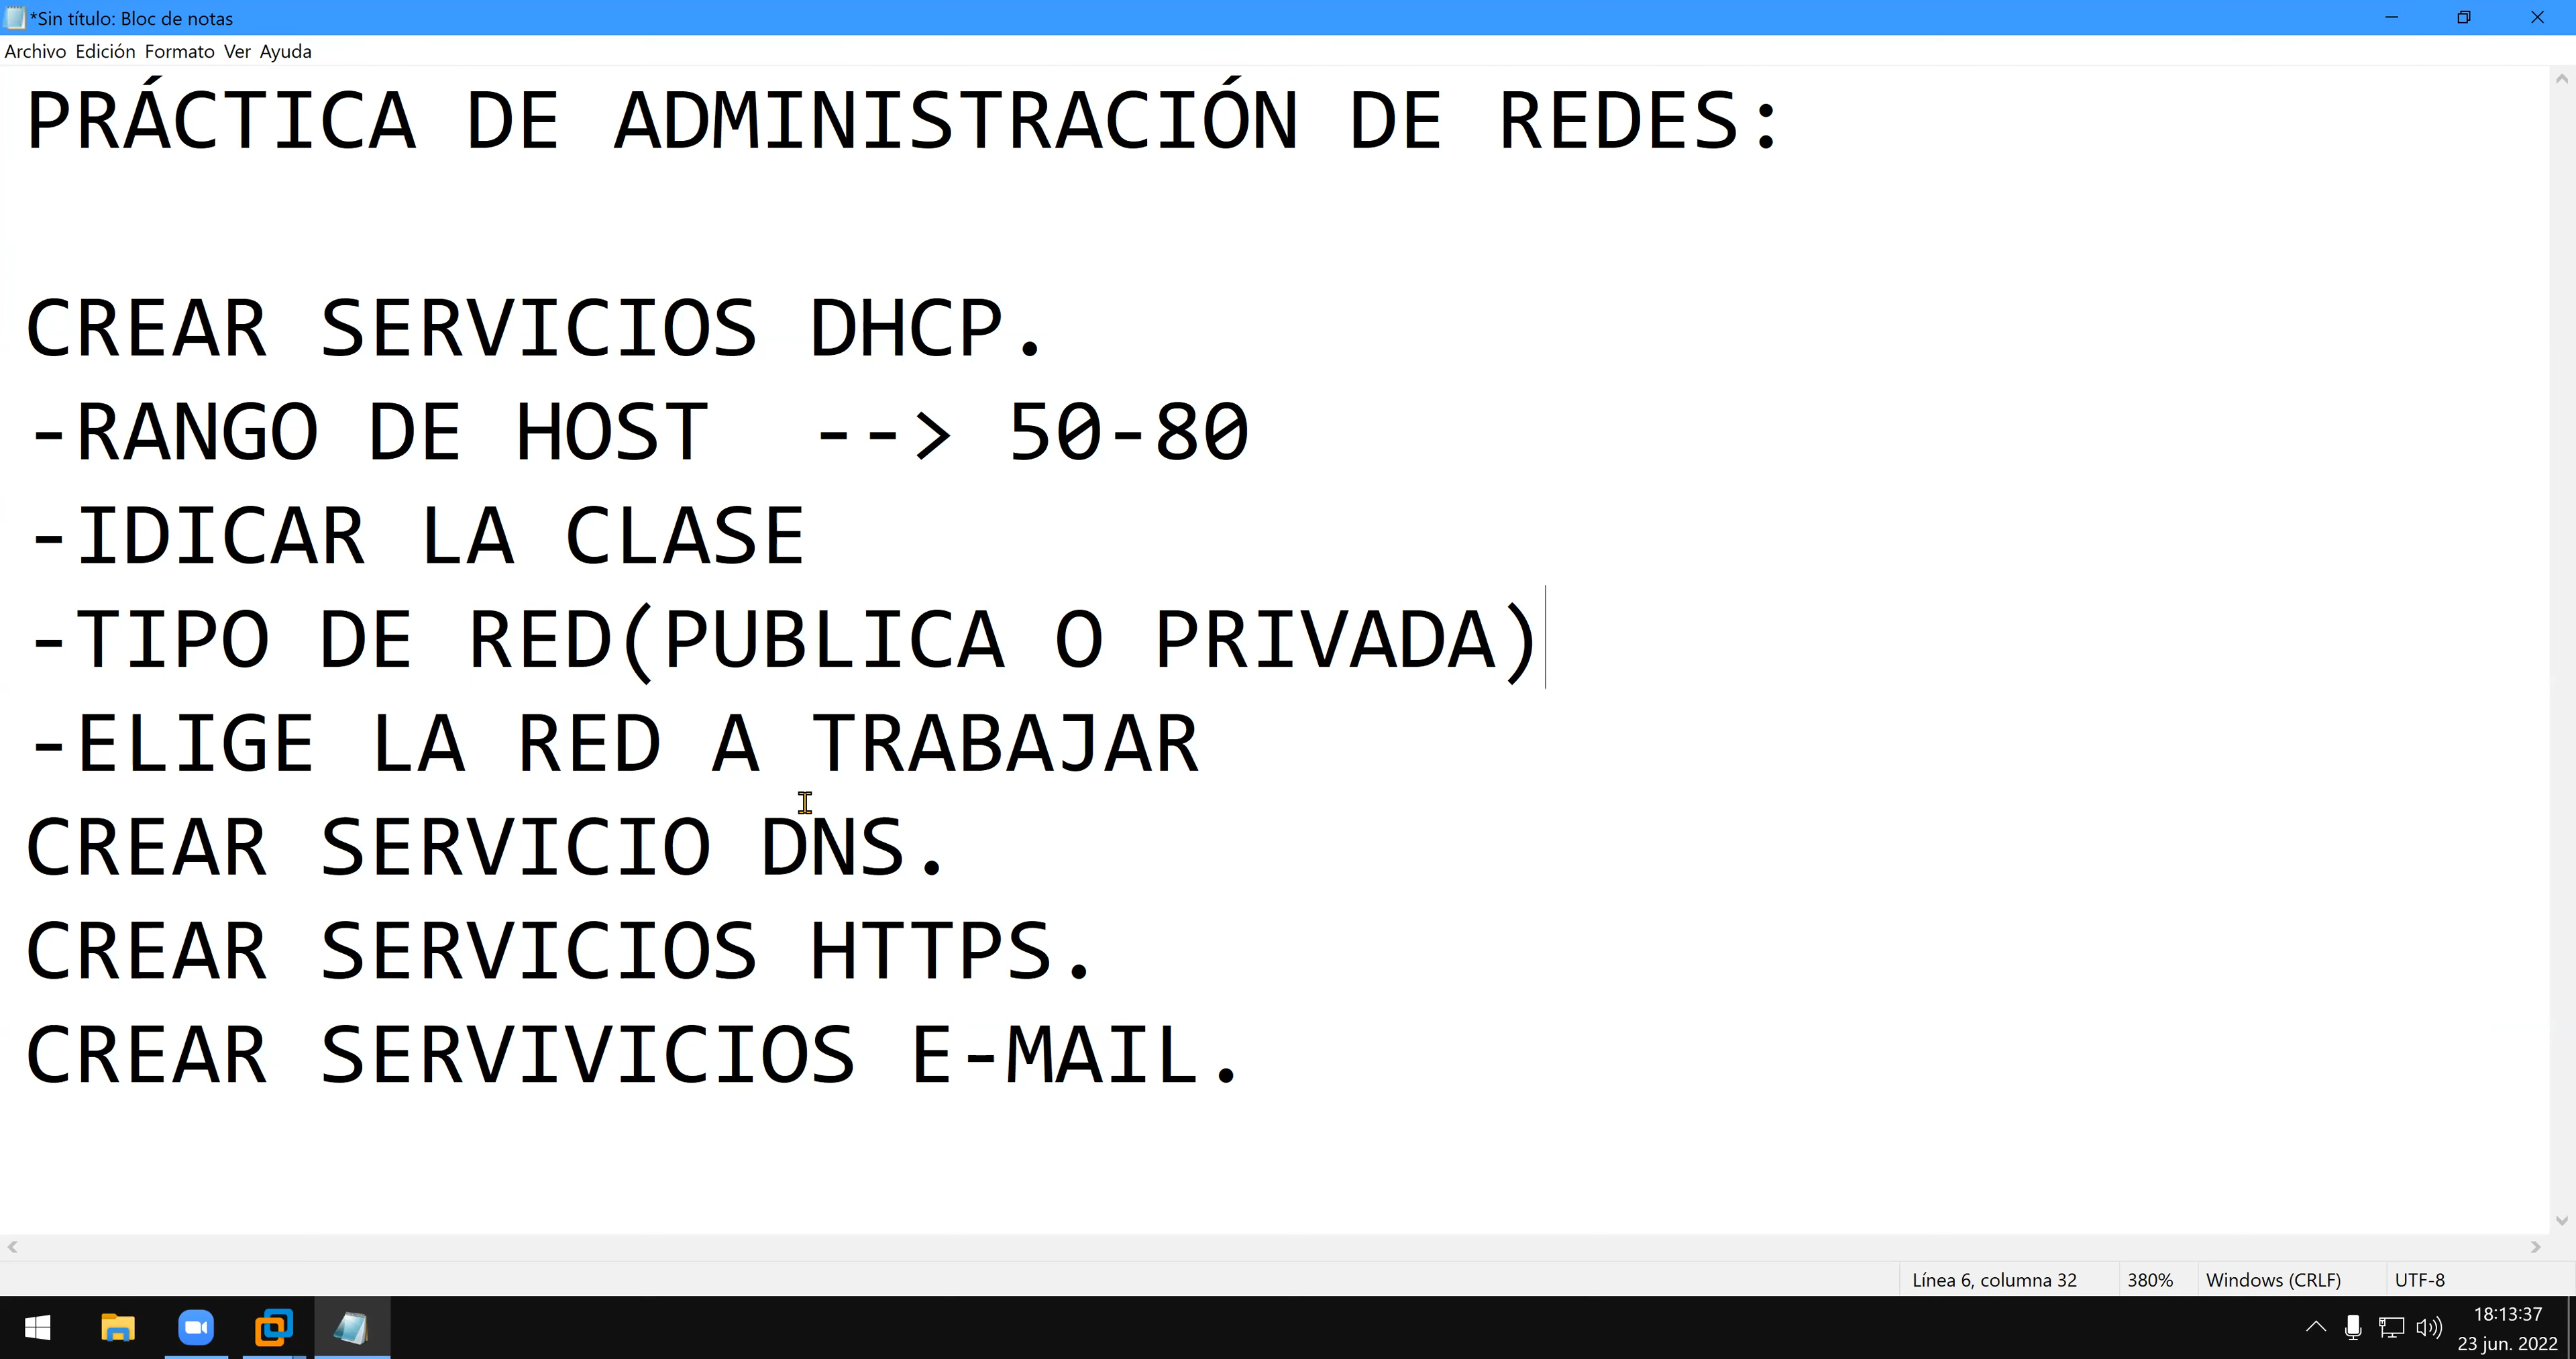 *Sin título: Bloc de notas
Archivo Edición Formato Ver Ayuda
PRÁCTICA DE ADMINISTRACIÓN DE REDES:
CREAR SERVICIOS DHCP.
-RANGO DE HOST  --> 50-80
-IDICAR LA CLASE
-TIPO DE RED(PUBLICA O PRIVADA)
-ELIGE LA RED A TRABAJAR
CREAR SERVICIO DNS.
CREAR SERVICIOS HTTPS.
CREAR SERVIVICIOS E-MAIL.
Línea 6, columna 32 380% Windows (CRLF) UTF-8
18:13:37
23 jun. 2022